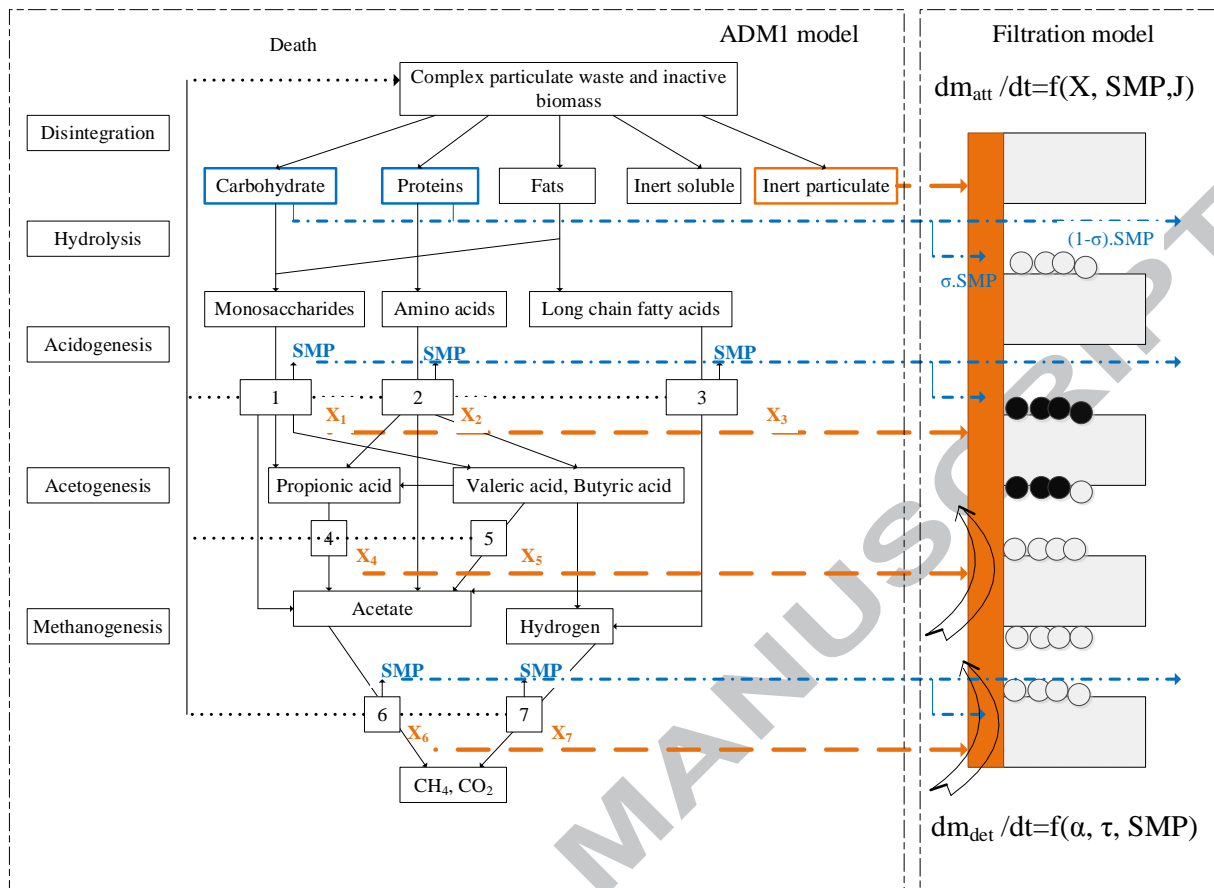 ADM1 model
Filtration model
Death
Complex particulate waste and inactive
biomass
dm_att /dt=f(X, SMP,J)
Disintegration
Carbohydrate
Proteins
Fats
Inert soluble
Inert particulate
Hydrolysis
(1-σ).SMP
σ.SMP
Monosaccharides
Amino acids
Long chain fatty acids
Acidogenesis
SMP
SMP
SMP
1
2
3
X₁
X₂
X₃
Acetogenesis
Propionic acid
Valeric acid, Butyric acid
4
5
X₄
X₅
Acetate
Methanogenesis
Hydrogen
SMP
SMP
6
7
X₆
X₇
CH₄, CO₂
dm_det /dt=f(α, τ, SMP)
MANUSCRIPT